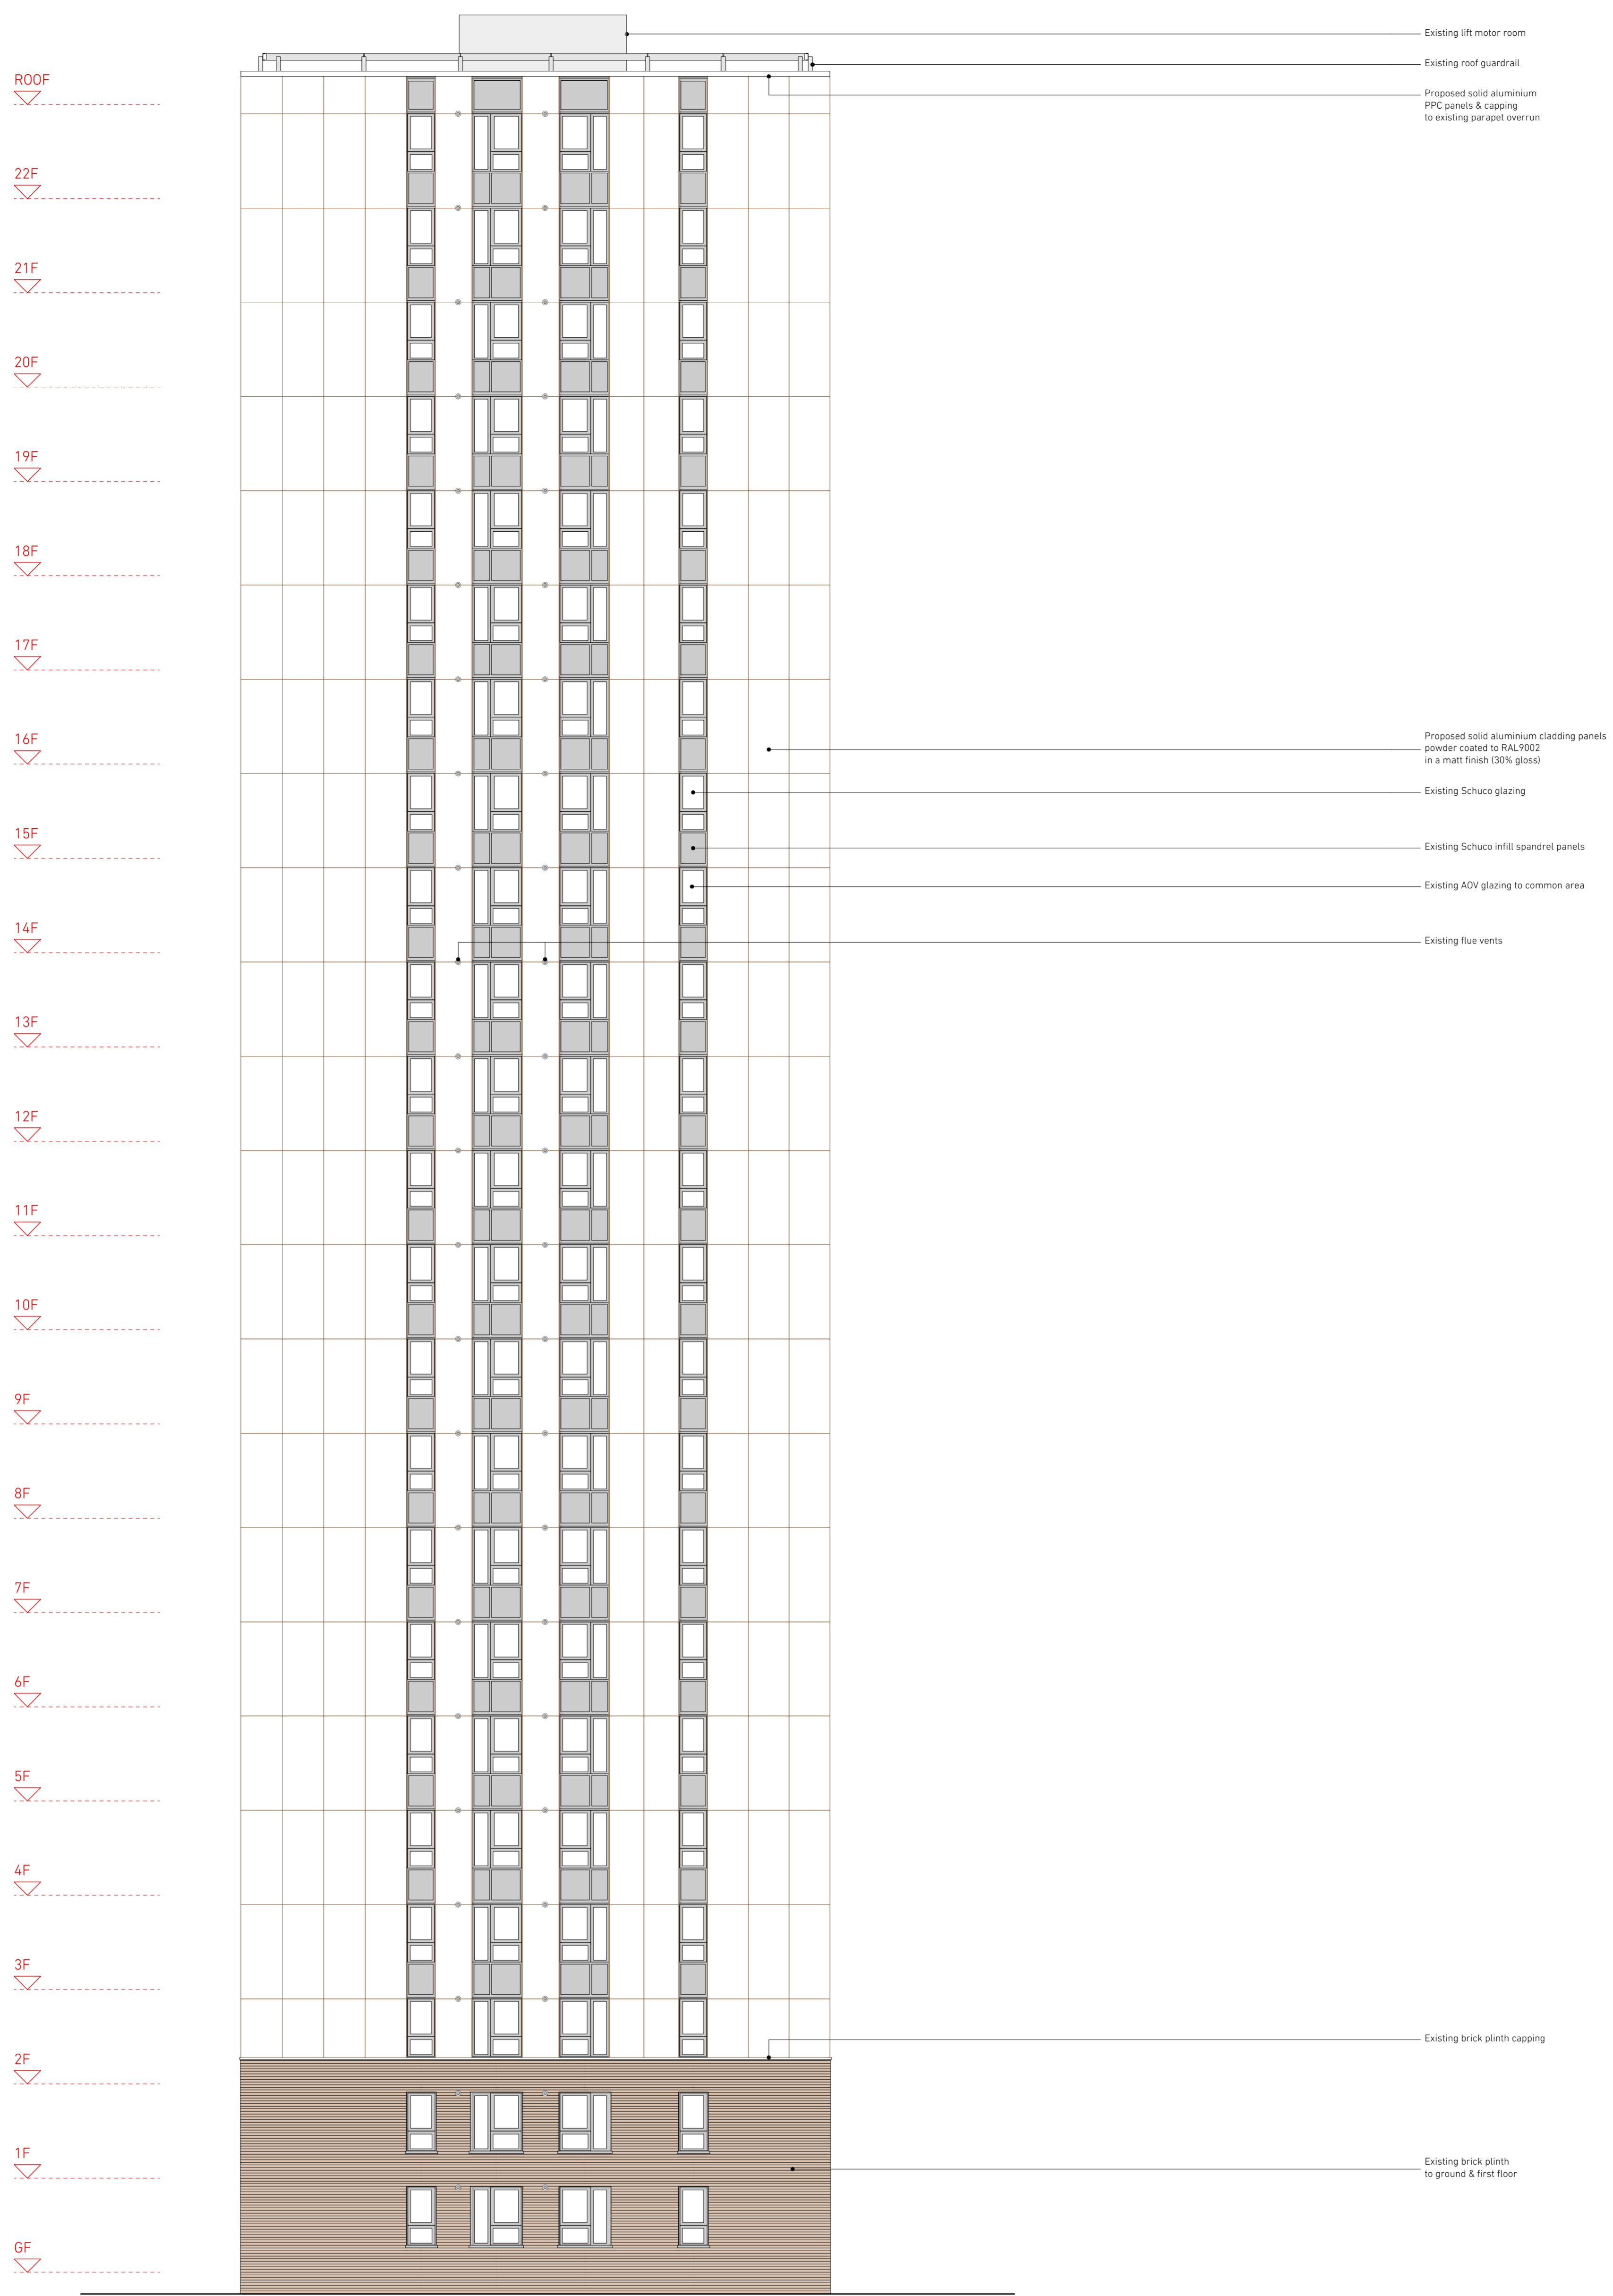 Existing lift motor room
Existing roof guardrail
ROOF
Proposed solid aluminium
PPC panels & capping
to existing parapet overrun
22F
21F
20F
19F
18F
17F
16F
Proposed solid aluminium cladding panels
powder coated to RAL9002
in a matt finish (30% gloss)
Existing Schuco glazing
15F
Existing Schuco infill spandrel panels
Existing AOV glazing to common area
14F
Existing flue vents
13F
12F
11F
10F
9F
8F
7F
6F
5F
4F
3F
Existing brick plinth capping
2F
1F
Existing brick plinth
to ground & first floor
GF